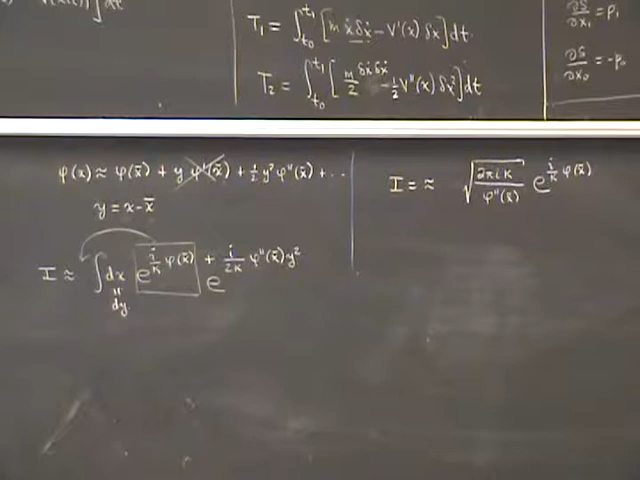 T₁ = ∫_{t₀}^{t₁} [m ẋ δẋ − V'(x) δx] dt
T₂ = ∫_{t₀}^{t₁} [m/2 δẋ δẋ − 1/2 V''(x) δx²] dt
∂S/∂x₁ = p₁
∂S/∂x₀ = −p₀
φ(x) ≈ φ(x̄) + y φ'(x̄) + 1/2 y² φ''(x̄) + ...
y = x − x̄
I ≈ ∫ dx e^{i/κ φ(x̄)} e^{+ i/2κ φ''(x̄) y²}
"
dy
I = ≈ √(2πiκ/φ''(x̄)) e^{i/κ φ(x̄)}